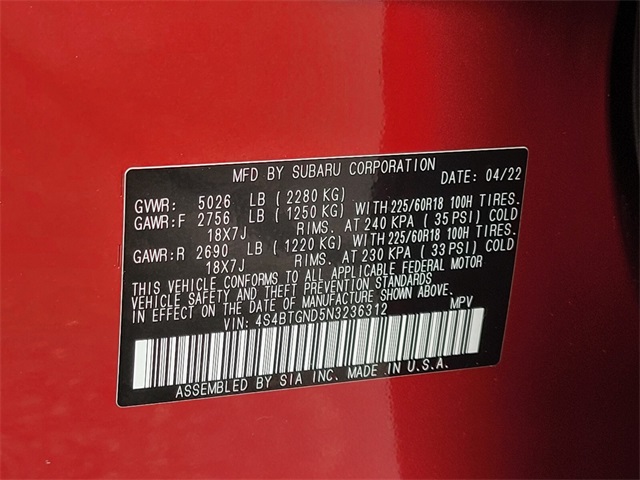 MFD BY SUBARU CORPORATION
DATE: 04/22
GVWR: 5026 LB ( 2280 KG)
GAWR:F 2756 LB ( 1250 KG) WITH 225/60R18 100H TIRES.
18X7J RIMS. AT 240 KPA ( 35 PSI) COLD
GAWR:R 2690 LB ( 1220 KG) WITH 225/60R18 100H TIRES.
18X7J RIMS. AT 230 KPA ( 33 PSI) COLD
THIS VEHICLE CONFORMS TO ALL APPLICABLE FEDERAL MOTOR
VEHICLE SAFETY AND THEFT PREVENTION STANDARDS
IN EFFECT ON THE DATE OF MANUFACTURE SHOWN ABOVE.
VIN: 4S4BTGND5N3236312 MPV
ASSEMBLED BY SIA INC. MADE IN U.S.A.